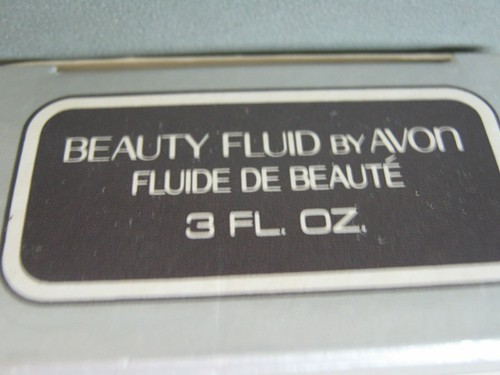 BEAUTY FLUID BY AVON
FLUIDE DE BEAUTÉ
3 FL. OZ.